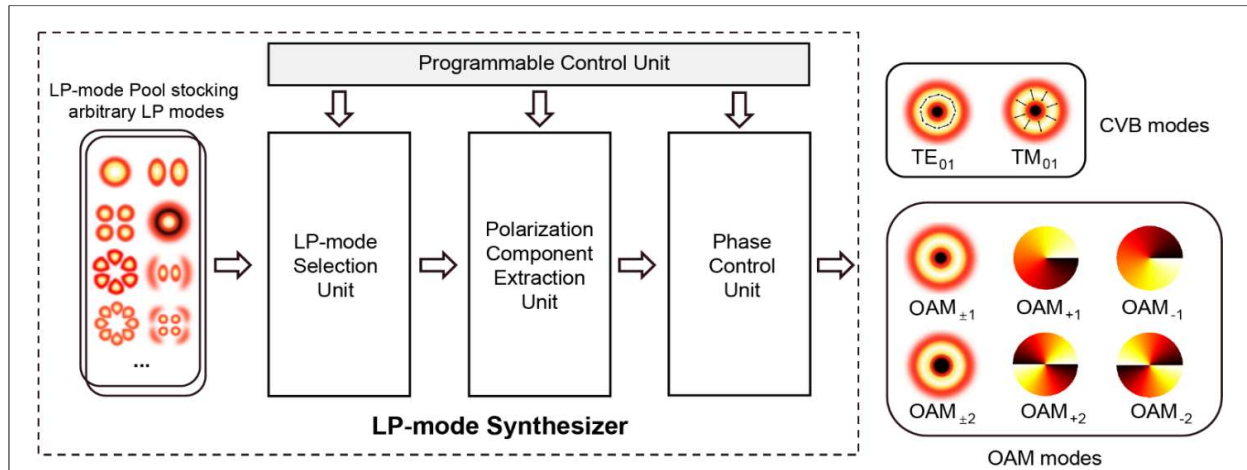 Programmable Control Unit
LP-mode Pool stocking
arbitrary LP modes
...
LP-mode
Selection
Unit
Polarization
Component
Extraction
Unit
Phase
Control
Unit
LP-mode Synthesizer
TE₀₁ TM₀₁
CVB modes
OAM±₁ OAM₊₁ OAM₋₁
OAM±₂ OAM₊₂ OAM₋₂
OAM modes